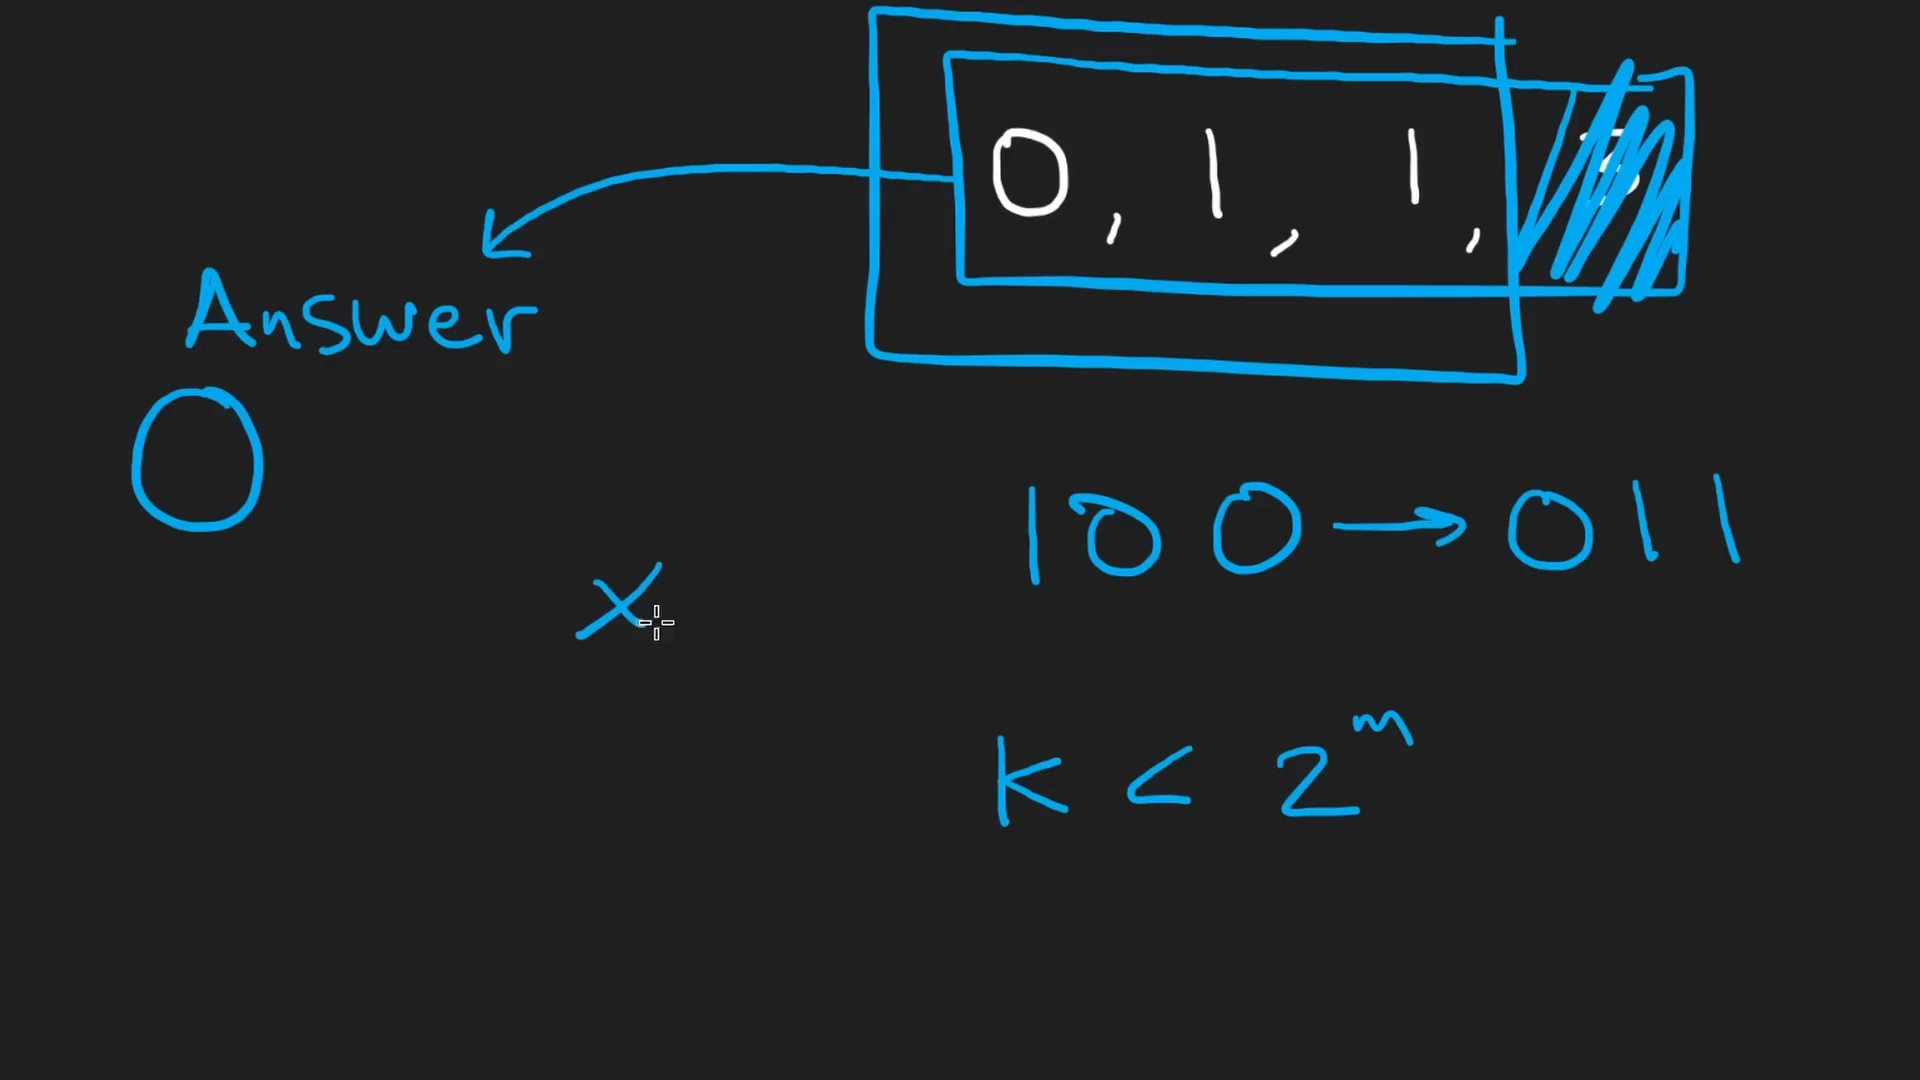 0, 1, 1,
Answer
0
100 → 011
x
k < 2^m